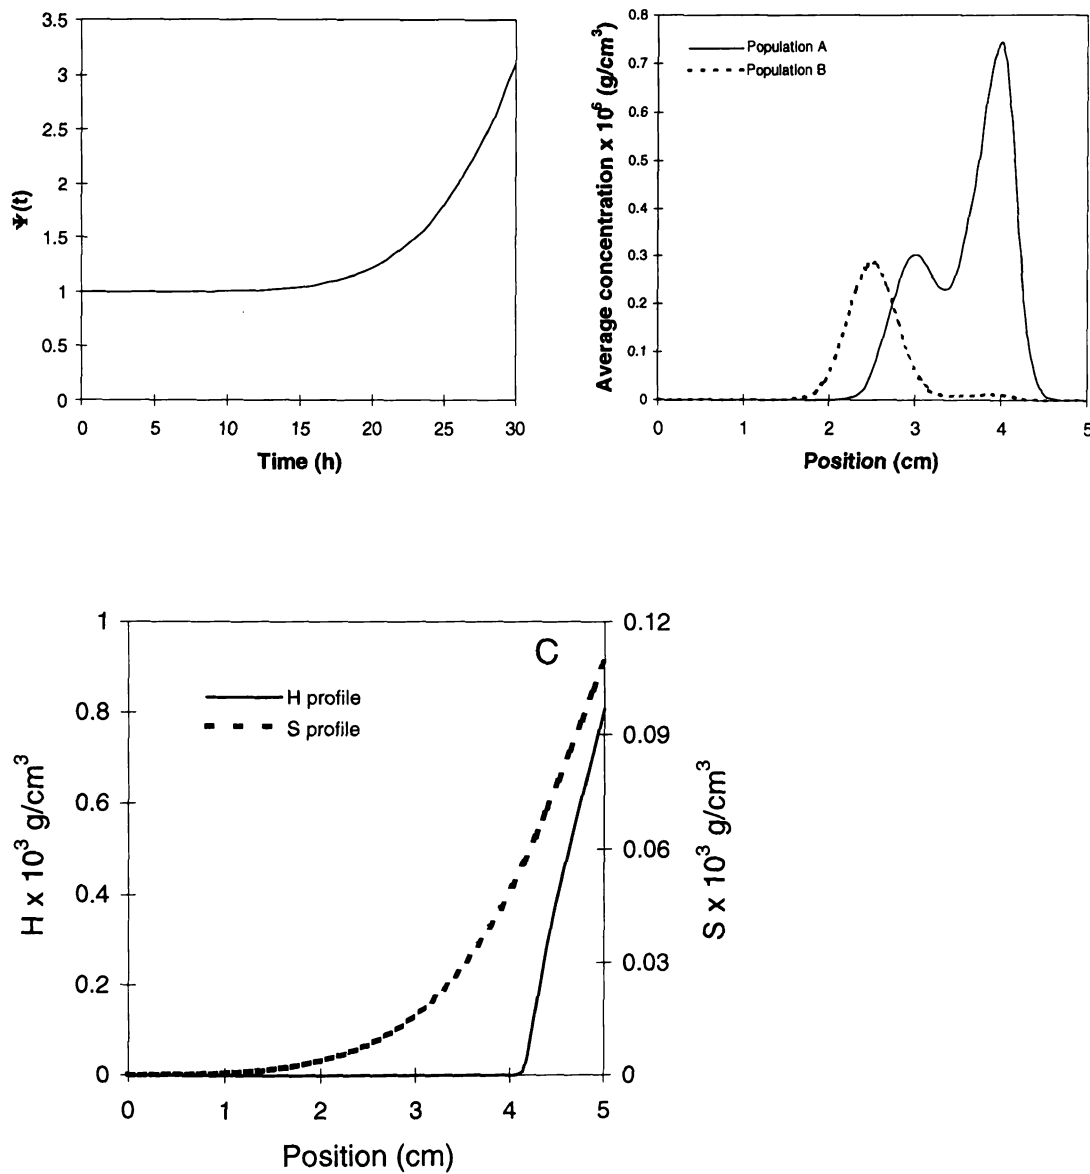 3.5
3
2.5
2
1.5
1
0.5
0
Ψ(t)
0 5 10 15 20 25 30
Time (h)
0.8
0.7
0.6
0.5
0.4
0.3
0.2
0.1
0
Average concentration x 10⁶ (g/cm³)
Population A
Population B
0 1 2 3 4 5
Position (cm)
C
H profile
S profile
1
0.8
0.6
0.4
0.2
0
H x 10³ g/cm³
0.12
0.09
0.06
0.03
0
S x 10³ g/cm³
0 1 2 3 4 5
Position (cm)